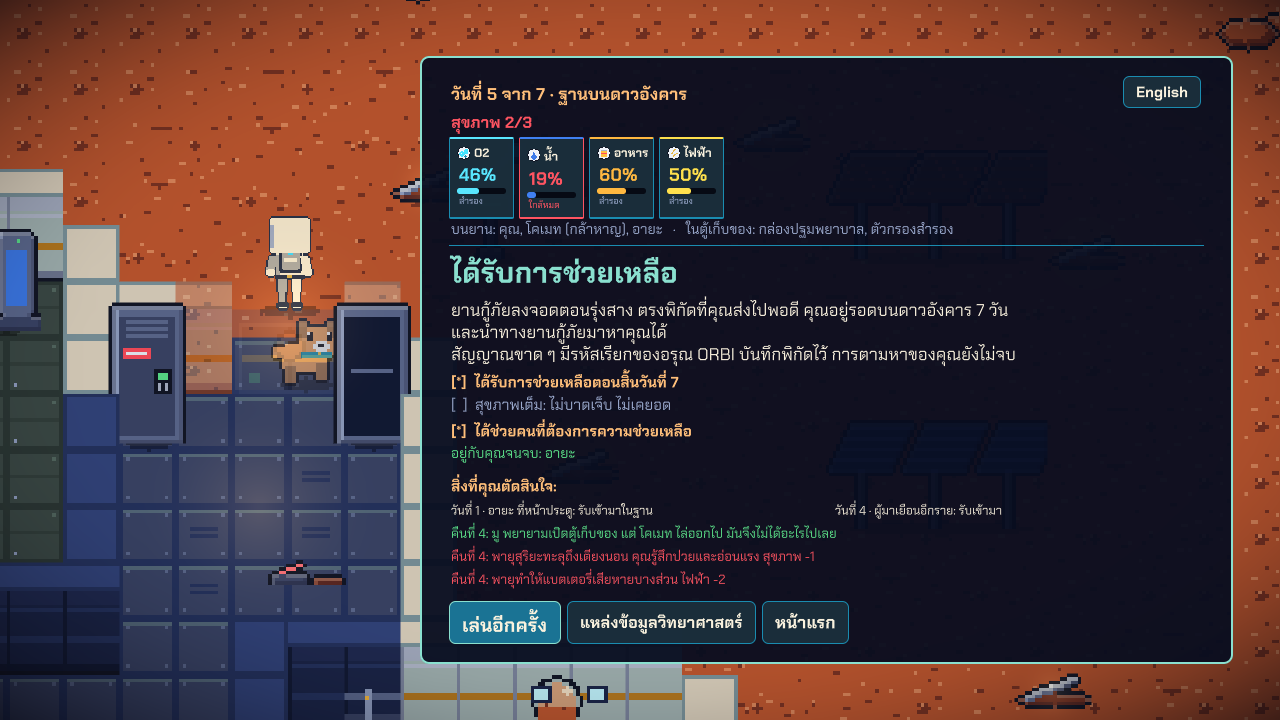 วันที่ 5 จาก 7 · ฐานบนดาวอังคาร
English
สุขภาพ 2/3
O2
46%
สำรอง
น้ำ
19%
ใกล้หมด
อาหาร
60%
สำรอง
ไฟฟ้า
50%
สำรอง
บนยาน: คุณ, โคเมท (กล้าหาญ), อายะ · ในตู้เก็บของ: กล่องปฐมพยาบาล, ตัวกรองสำรอง
ได้รับการช่วยเหลือ
ยานกู้ภัยลงจอดตอนรุ่งสาง ตรงพิกัดที่คุณส่งไปพอดี คุณอยู่รอดบนดาวอังคาร 7 วัน
และนำทางยานกู้ภัยมาหาคุณได้
สัญญาณขาด ๆ มีรหัสเรียกของอรุณ ORBI บันทึกพิกัดไว้ การตามหาของคุณยังไม่จบ
[*] ได้รับการช่วยเหลือตอนสิ้นวันที่ 7
[ ] สุขภาพเต็ม: ไม่บาดเจ็บ ไม่เคยอด
[*] ได้ช่วยคนที่ต้องการความช่วยเหลือ
อยู่กับคุณจนจบ: อายะ
สิ่งที่คุณตัดสินใจ:
วันที่ 1 · อายะ ที่หน้าประตู: รับเข้ามาในฐาน
วันที่ 4 · ผู้มาเยือนอีกราย: รับเข้ามา
คืนที่ 4: มู พยายามเปิดตู้เก็บของ แต่ โคเมท ไล่ออกไป มันจึงไม่ได้อะไรไปเลย
คืนที่ 4: พายุสุริยะทะลุถึงเตียงนอน คุณรู้สึกป่วยและอ่อนแรง สุขภาพ -1
คืนที่ 4: พายุทำให้แบตเตอรี่เสียหายบางส่วน ไฟฟ้า -2
เล่นอีกครั้ง
แหล่งข้อมูลวิทยาศาสตร์
หน้าแรก